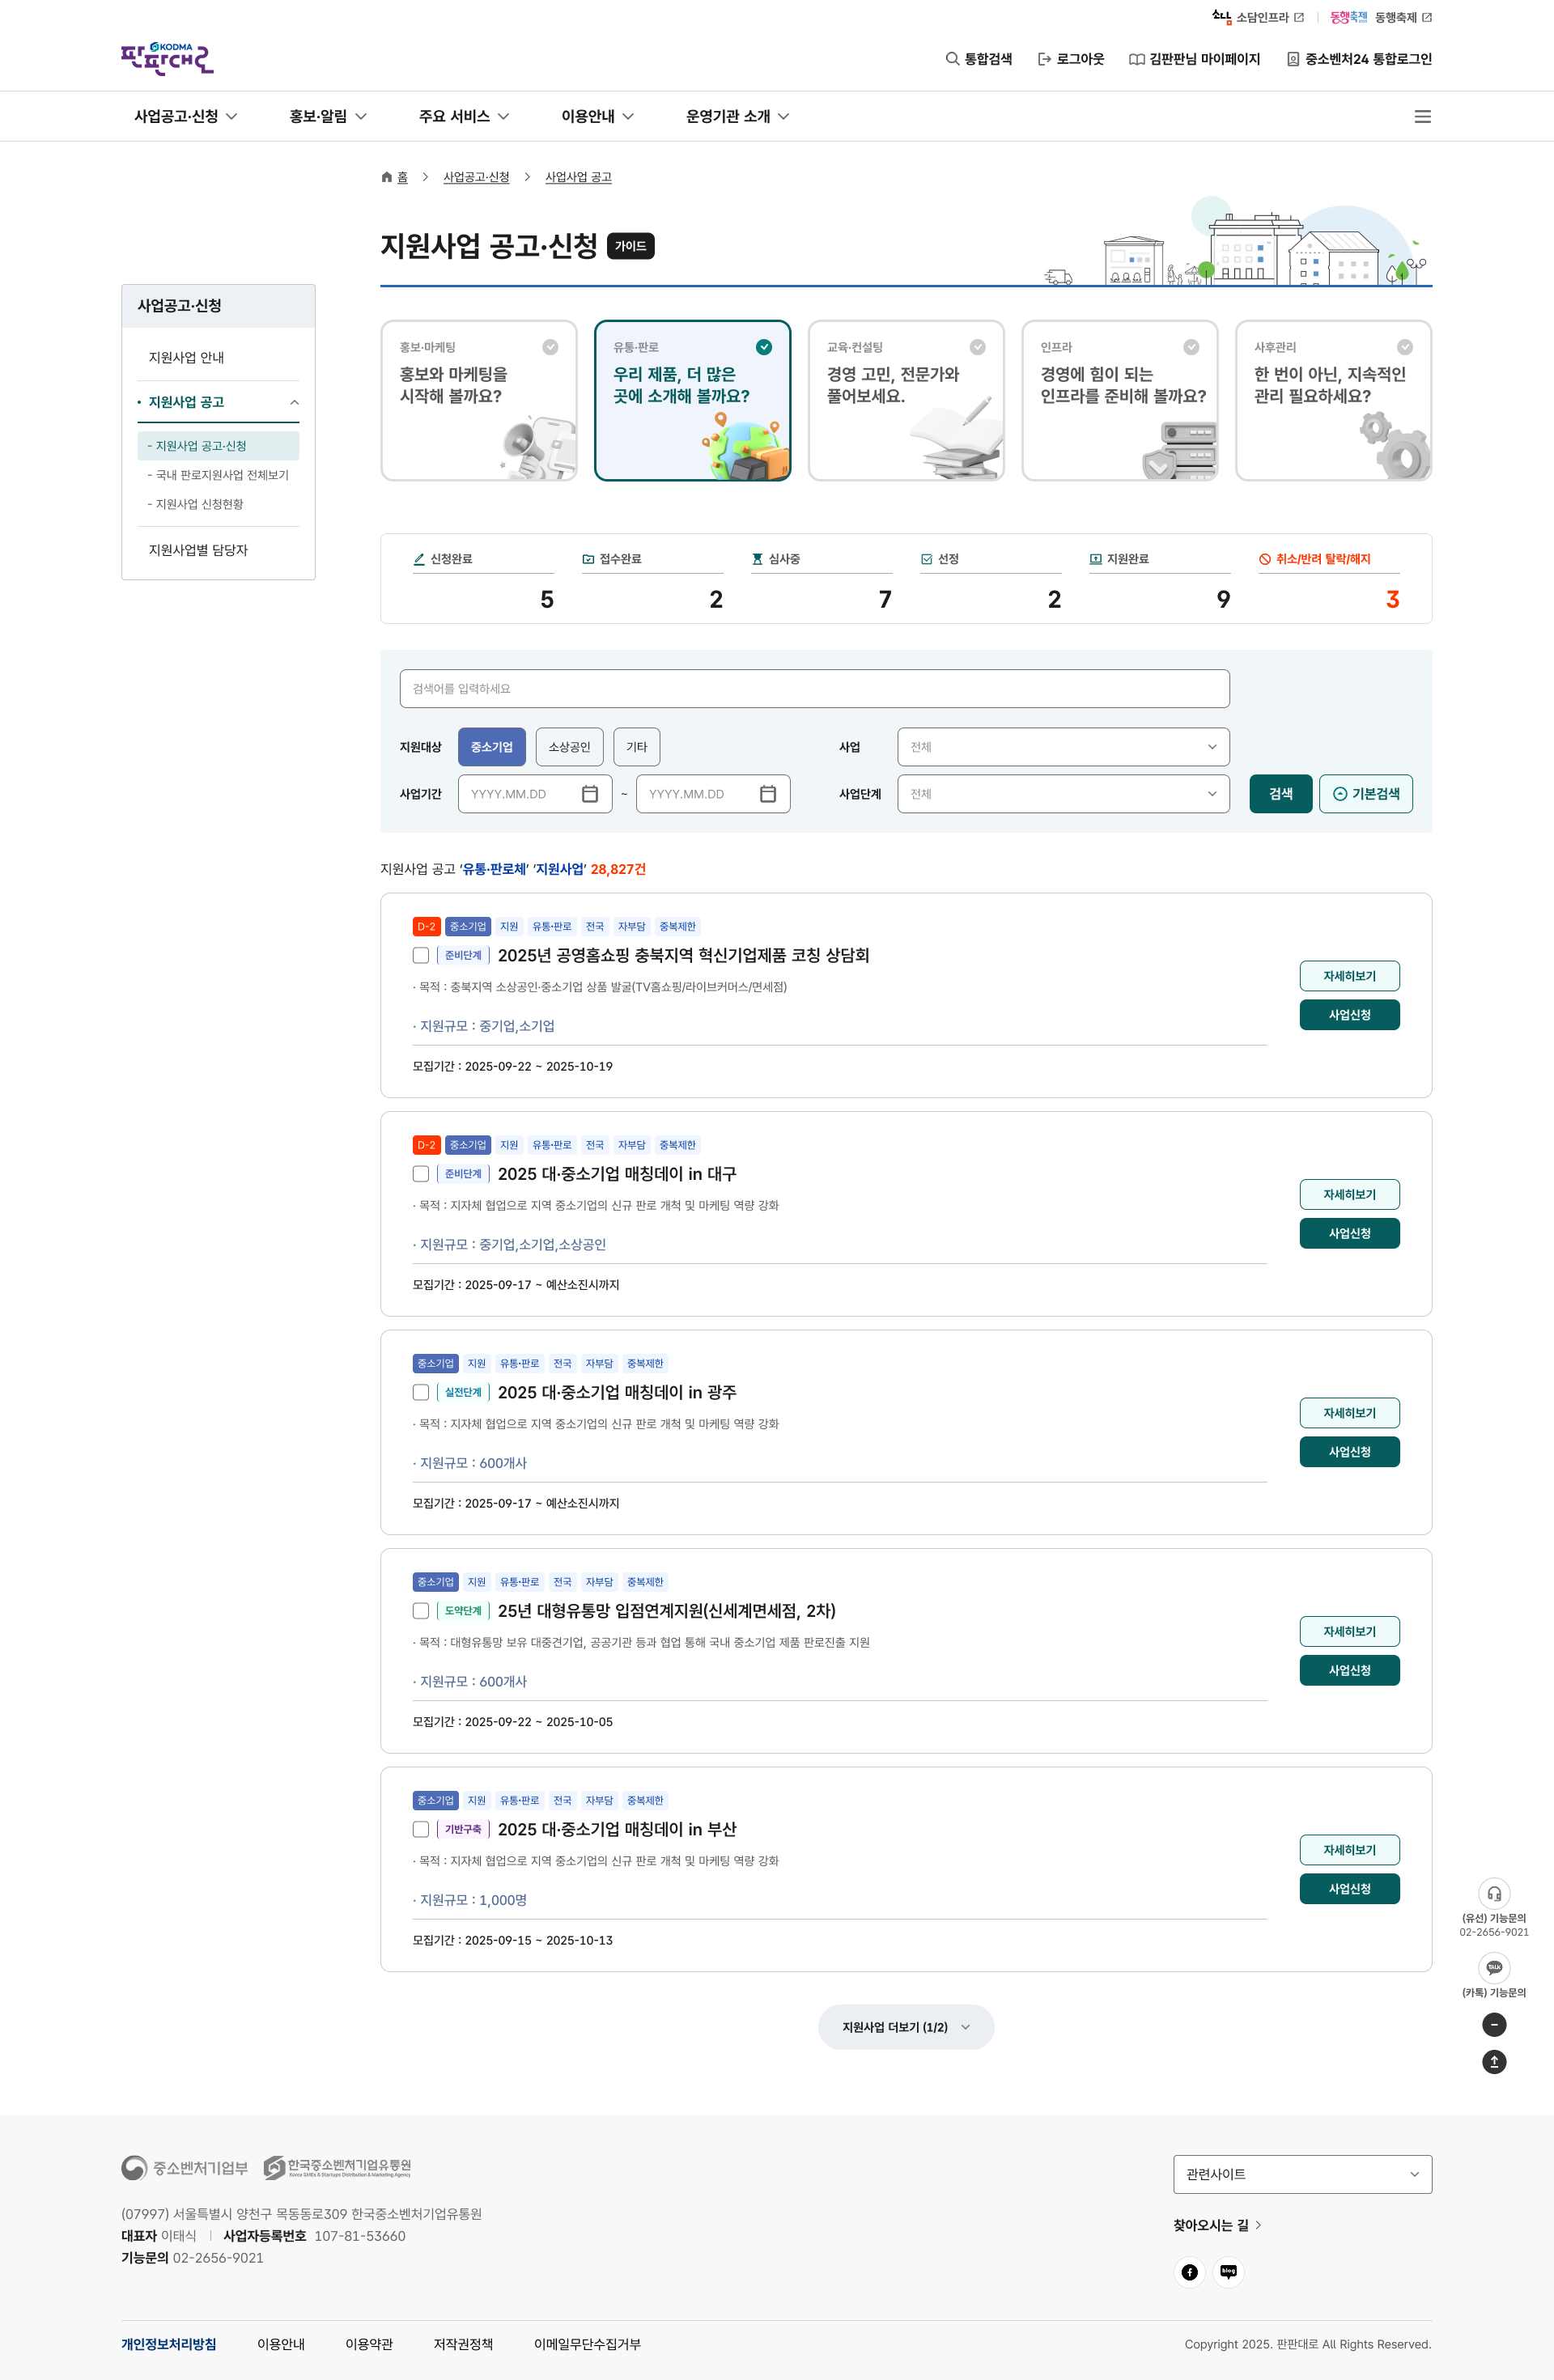 소담
소담인프라
동행축제
동행축제
KODMA
판판대로
통합검색
로그아웃
김판판님 마이페이지
중소벤처24 통합로그인
사업공고·신청
홍보·알림
주요 서비스
이용안내
운영기관 소개
홈
사업공고·신청
사업사업 공고
지원사업 공고·신청
가이드
사업공고·신청
지원사업 안내
· 지원사업 공고
- 지원사업 공고·신청
- 국내 판로지원사업 전체보기
- 지원사업 신청현황
지원사업별 담당자
홍보·마케팅
홍보와 마케팅을
시작해 볼까요?
유통·판로
우리 제품, 더 많은
곳에 소개해 볼까요?
교육·컨설팅
경영 고민, 전문가와
풀어보세요.
인프라
경영에 힘이 되는
인프라를 준비해 볼까요?
사후관리
한 번이 아닌, 지속적인
관리 필요하세요?
신청완료
5
접수완료
2
심사중
7
선정
2
지원완료
9
취소/반려 탈락/해지
3
검색어를 입력하세요
지원대상
중소기업
소상공인
기타
사업
전체
사업기간
YYYY.MM.DD
~
YYYY.MM.DD
사업단계
전체
검색
기본검색
지원사업 공고 ‘유통·판로체’ ‘지원사업’ 28,827건
D-2 중소기업 지원 유통·판로 전국 자부담 중복제한
준비단계 2025년 공영홈쇼핑 충북지역 혁신기업제품 코칭 상담회
· 목적 : 충북지역 소상공인·중소기업 상품 발굴(TV홈쇼핑/라이브커머스/면세점)
· 지원규모 : 중기업,소기업
모집기간 : 2025-09-22 ~ 2025-10-19
자세히보기
사업신청
D-2 중소기업 지원 유통·판로 전국 자부담 중복제한
준비단계 2025 대·중소기업 매칭데이 in 대구
· 목적 : 지자체 협업으로 지역 중소기업의 신규 판로 개척 및 마케팅 역량 강화
· 지원규모 : 중기업,소기업,소상공인
모집기간 : 2025-09-17 ~ 예산소진시까지
자세히보기
사업신청
중소기업 지원 유통·판로 전국 자부담 중복제한
실전단계 2025 대·중소기업 매칭데이 in 광주
· 목적 : 지자체 협업으로 지역 중소기업의 신규 판로 개척 및 마케팅 역량 강화
· 지원규모 : 600개사
모집기간 : 2025-09-17 ~ 예산소진시까지
자세히보기
사업신청
중소기업 지원 유통·판로 전국 자부담 중복제한
도약단계 25년 대형유통망 입점연계지원(신세계면세점, 2차)
· 목적 : 대형유통망 보유 대중견기업, 공공기관 등과 협업 통해 국내 중소기업 제품 판로진출 지원
· 지원규모 : 600개사
모집기간 : 2025-09-22 ~ 2025-10-05
자세히보기
사업신청
중소기업 지원 유통·판로 전국 자부담 중복제한
기반구축 2025 대·중소기업 매칭데이 in 부산
· 목적 : 지자체 협업으로 지역 중소기업의 신규 판로 개척 및 마케팅 역량 강화
· 지원규모 : 1,000명
모집기간 : 2025-09-15 ~ 2025-10-13
자세히보기
사업신청
(유선) 기능문의
02-2656-9021
TALK
(카톡) 기능문의
지원사업 더보기 (1/2)
중소벤처기업부
한국중소벤처기업유통원
Korea SMEs & Startups Distribution & Marketing Agency
(07997) 서울특별시 양천구 목동동로309 한국중소벤처기업유통원
대표자 이태식 | 사업자등록번호 107-81-53660
기능문의 02-2656-9021
관련사이트
찾아오시는 길
blog
개인정보처리방침
이용안내
이용약관
저작권정책
이메일무단수집거부
Copyright 2025. 판판대로 All Rights Reserved.